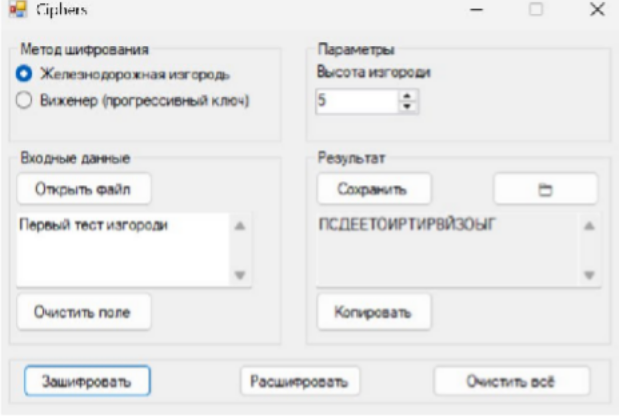 Ciphers
Метод шифрования
Железнодорожная изгородь
Виженер (прогрессивный ключ)
Параметры
Высота изгороди
5
Входные данные
Открыть файл
Первый тест изгороди
Очистить поле
Результат
Сохранить
ПСДЕЕТОИРТИРВЙЗОЫГ
Копировать
Зашифровать
Расшифровать
Очистить всё